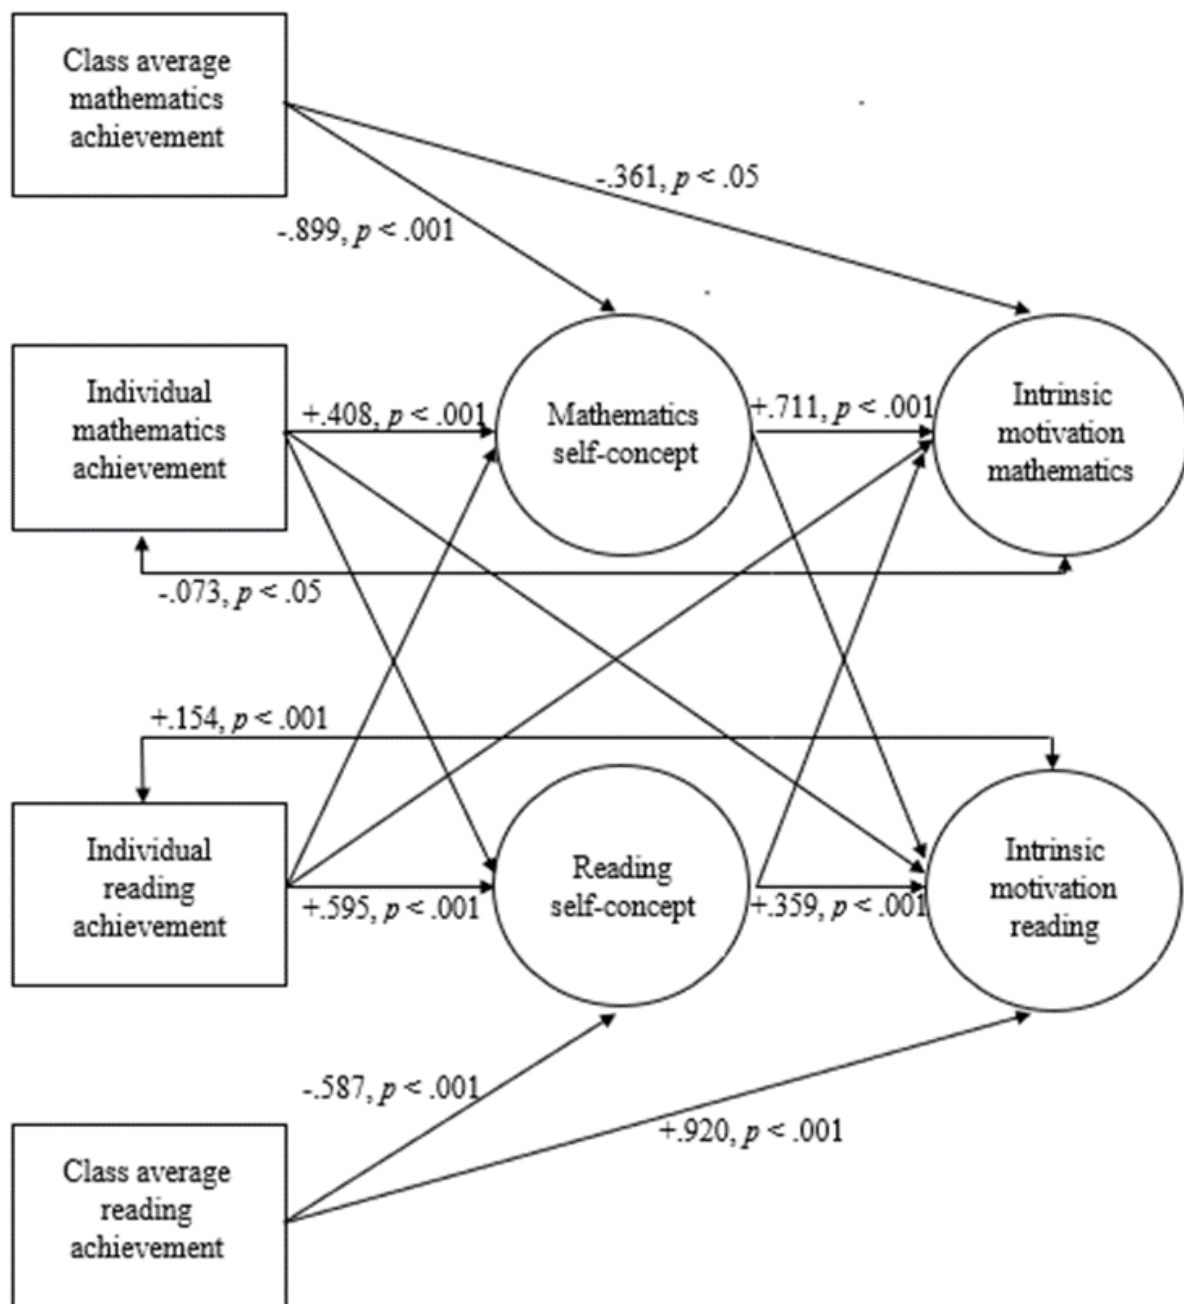 Class average
mathematics
achievement
-.361, p < .05
-.899, p < .001
Individual
mathematics
achievement
+.408, p < .001
Mathematics
self-concept
+.711, p < .001
Intrinsic
motivation
mathematics
-.073, p < .05
+.154, p < .001
Individual
reading
achievement
+.595, p < .001
Reading
self-concept
+.359, p < .001
Intrinsic
motivation
reading
-.587, p < .001
+.920, p < .001
Class average
reading
achievement